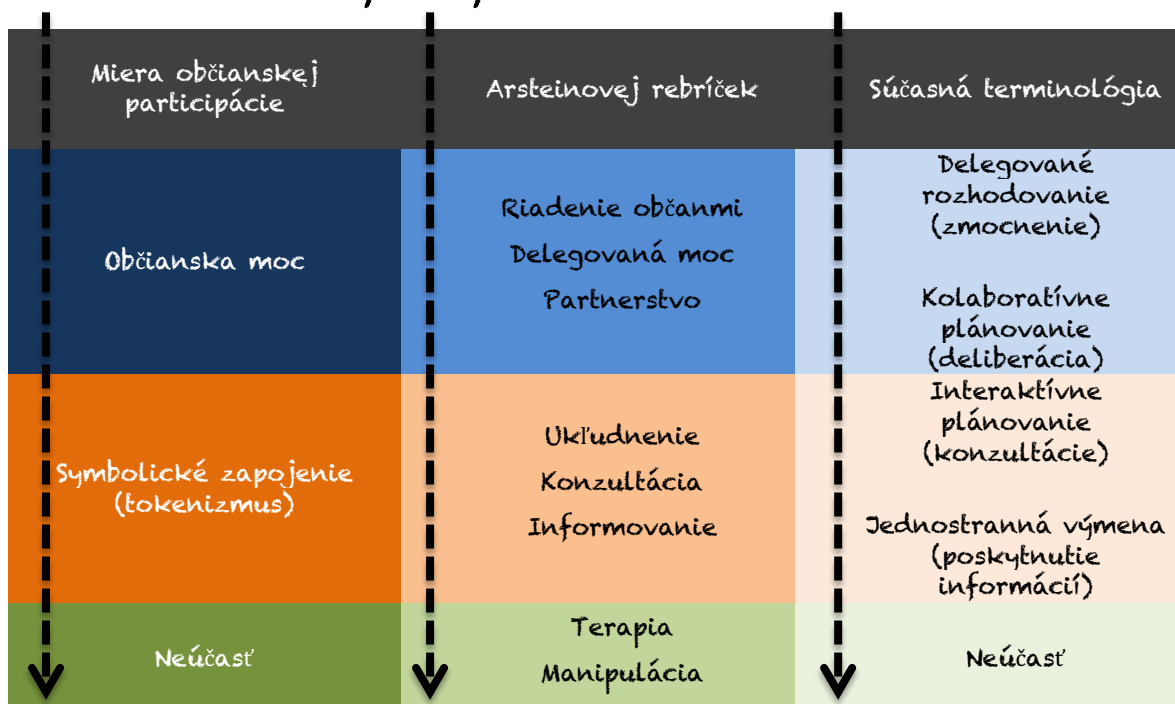 Miera občianskej
participácie
Arsteinovej rebríček
Súčasná terminológia
Občianska moc
Riadenie občanmi
Delegovaná moc
Partnerstvo
Delegované
rozhodovanie
(zmocnenie)
Kolaboratívne
plánovanie
(deliberácia)
Symbolické zapojenie
(tokenizmus)
Ukľudnenie
Konzultácia
Informovanie
Interaktívne
plánovanie
(konzultácie)
Jednostranná výmena
(poskytnutie
informácií)
Neúčasť
Terapia
Manipulácia
Neúčasť